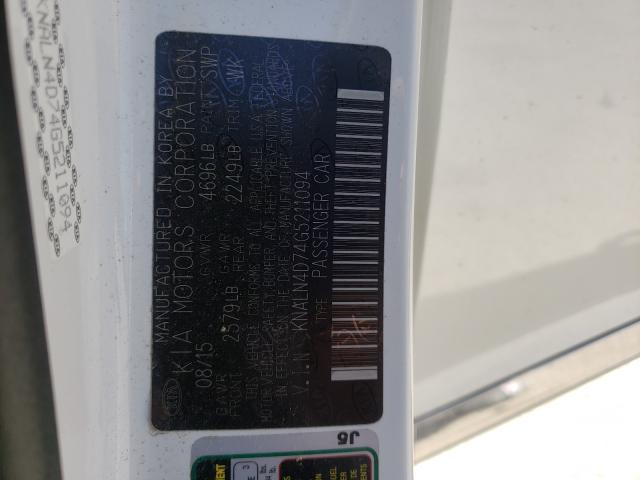 KNALN4D74G5211094
MANUFACTURED IN KOREA BY
KIA MOTORS CORPORATION
08/15 GVWR 4696LB PAINT SWP
GAWR FRONT 2579LB GAWR REAR 2249LB TRIM WK
THIS VEHICLE CONFORMS TO ALL APPLICABLE U.S.A FEDERAL
MOTOR VEHICLE SAFETY BUMPER AND THEFT PREVENTION STANDARDS
IN EFFECT ON THE DATE OF MANUFACTURE SHOWN ABOVE
V.I.N KNALN4D74G5211094
TYPE PASSENGER CAR
KIA
J5